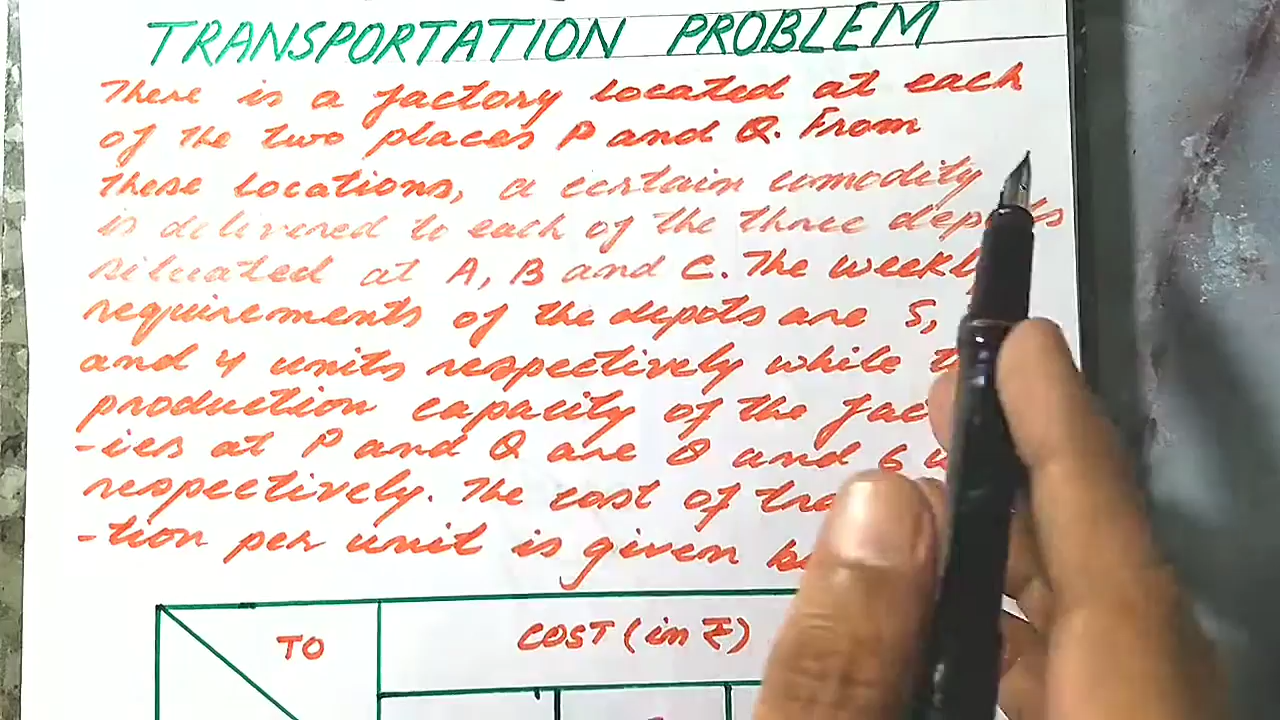 TRANSPORTATION PROBLEM
There is a factory located at each
of the two places P and Q. From
these locations, a certain comodity
is delivered to each of the three depots
situated at A, B and C. The weekly
requirements of the depots are 5,
and 4 units respectively while
production capacity of the fac
-ies at P and Q are 8 and 6
respectively. The cost of tra
-tion per unit is given
TO COST (in ₹)